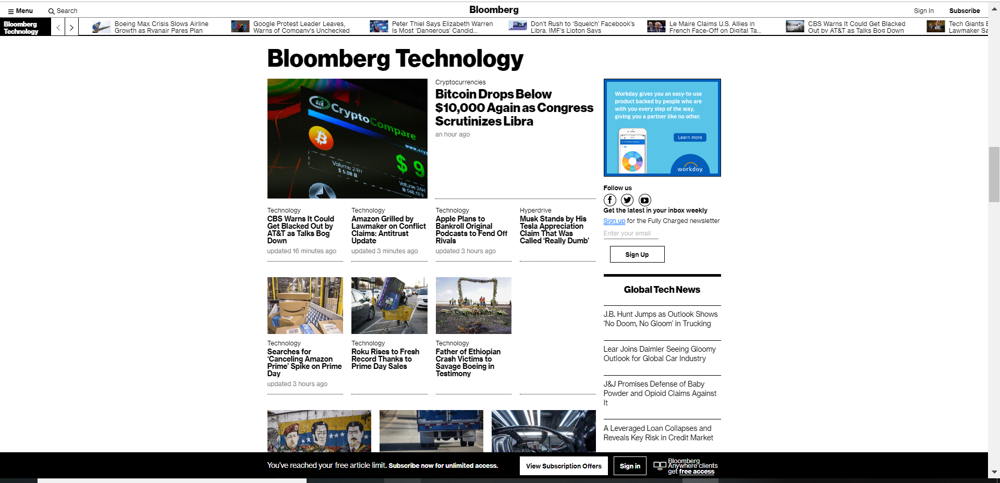 Menu
Search
Bloomberg
Sign In
Subscribe
Bloomberg
Technology
Boeing Max Crisis Slows Airline
Growth as Ryanair Pares Plan
Google Protest Leader Leaves,
Warns of Company's Unchecked
Peter Thiel Says Elizabeth Warren
Is Most 'Dangerous' Candid...
Don't Rush to 'Squelch' Facebook's
Libra, IMF's Lipton Says
Le Maire Claims U.S. Allies in
French Face-Off on Digital Ta...
CBS Warns It Could Get Blacked
Out by AT&T as Talks Bog Down
Tech Giants
Lawmaker
Bloomberg Technology
CryptoCompare
$ 9
Volume 24H
$ 5.08 B
Volume 24H
Cryptocurrencies
Bitcoin Drops Below
$10,000 Again as Congress
Scrutinizes Libra
an hour ago
Workday gives you an easy-to-use
product backed by people who are
with you every step of the way,
giving you a partner like no other.
Learn more
workday.
Follow us
Get the latest in your inbox weekly
Sign up for the Fully Charged newsletter
Enter your email
Sign Up
Technology
CBS Warns It Could
Get Blacked Out by
AT&T as Talks Bog
Down
updated 16 minutes ago
Technology
Amazon Grilled by
Lawmaker on Conflict
Claims: Antitrust
Update
updated 3 minutes ago
Technology
Apple Plans to
Bankroll Original
Podcasts to Fend Off
Rivals
updated 3 hours ago
Hyperdrive
Musk Stands by His
Tesla Appreciation
Claim That Was
Called 'Really Dumb'
Technology
Searches for
'Canceling Amazon
Prime' Spike on Prime
Day
updated 3 hours ago
Technology
Roku Rises to Fresh
Record Thanks to
Prime Day Sales
Technology
Father of Ethiopian
Crash Victims to
Savage Boeing in
Testimony
Global Tech News
J.B. Hunt Jumps as Outlook Shows
'No Doom, No Gloom' in Trucking
Lear Joins Daimler Seeing Gloomy
Outlook for Global Car Industry
J&J Promises Defense of Baby
Powder and Opioid Claims Against
It
A Leveraged Loan Collapses and
Reveals Key Risk in Credit Market
You've reached your free article limit. Subscribe now for unlimited access.
View Subscription Offers
Sign in
Bloomberg
Anywhere clients
get free access